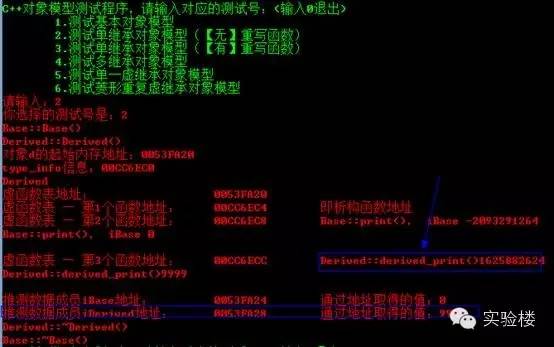 C++对象模型测试程序，请输入对应的测试号：<输入0退出>
1.测试基本对象模型
2.测试单继承对象模型（【无】重写函数）
3.测试单继承对象模型（【有】重写函数）
4.测试多继承对象模型
5.测试单一虚继承对象模型
6.测试菱形重复虚继承对象模型
请输入：2
你选择的测试号是：2
Base::Base()
Derived::Derived()
对象d的起始内存地址：0053FA20
type_info信息：00CC6EC0
Derived
虚函数表地址： 0053FA20
虚函数表 — 第1个函数地址： 00CC6EC4 即析构函数地址
虚函数表 — 第2个函数地址： 00CC6EC8 Base::print(), iBase -2093291264
Base::print(), iBase 0
虚函数表 — 第3个函数地址： 00CC6ECC Derived::derived_print()1625882624
Derived::derived_print()9999
推测数据成员iBase地址： 0053FA24 通过地址取得的值：0
推测数据成员iDerived地址： 0053FA28 通过地址取得的值：
Derived::~Derived()
Base::~Base()
实验楼